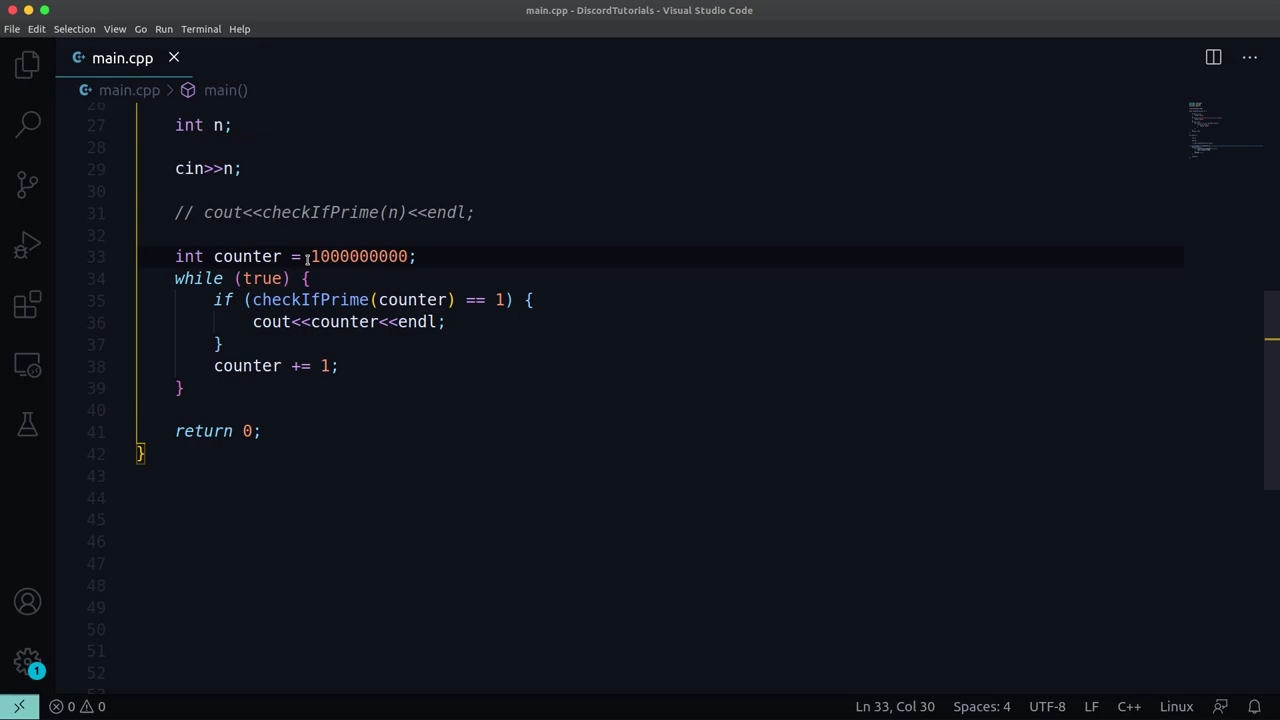 main.cpp - DiscordTutorials - Visual Studio Code
File Edit Selection View Go Run Terminal Help
main.cpp
main.cpp > main()
26
27 int n;
28
29 cin>>n;
30
31 // cout<<checkIfPrime(n)<<endl;
32
33 int counter = 1000000000;
34 while (true) {
35 if (checkIfPrime(counter) == 1) {
36 cout<<counter<<endl;
37 }
38 counter += 1;
39 }
40
41 return 0;
42 }
43
44
45
46
47
48
49
50
51
52
1
0 0 Ln 33, Col 30 Spaces: 4 UTF-8 LF C++ Linux